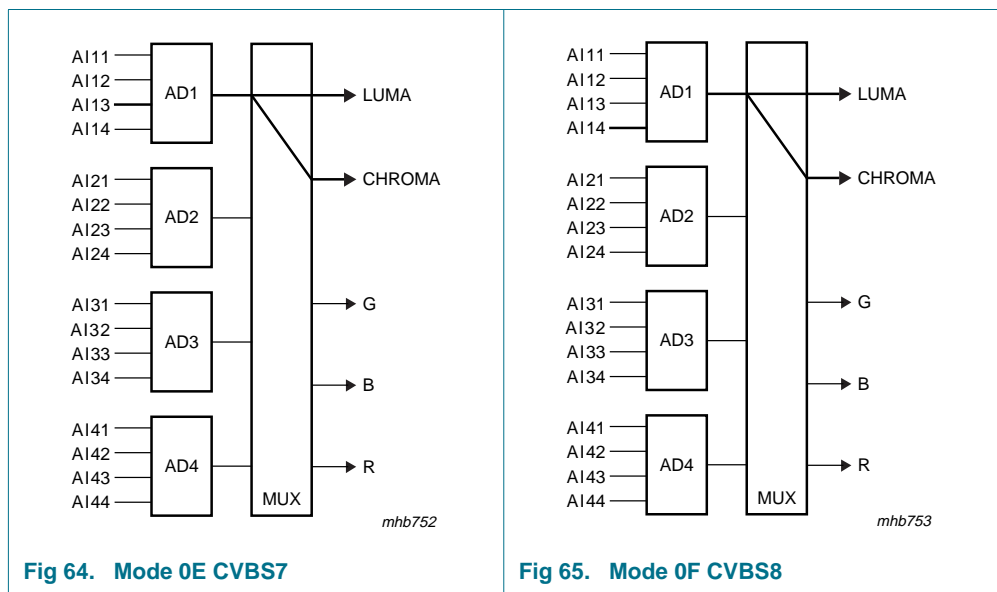 AI11
AI12
AI13
AI14
AD1
LUMA
CHROMA
AI21
AI22
AI23
AI24
AD2
AI31
AI32
AI33
AI34
AD3
G
B
AI41
AI42
AI43
AI44
AD4
R
MUX
mhb752
Fig 64. Mode 0E CVBS7
AI11
AI12
AI13
AI14
AD1
LUMA
CHROMA
AI21
AI22
AI23
AI24
AD2
AI31
AI32
AI33
AI34
AD3
G
B
AI41
AI42
AI43
AI44
AD4
R
MUX
mhb753
Fig 65. Mode 0F CVBS8